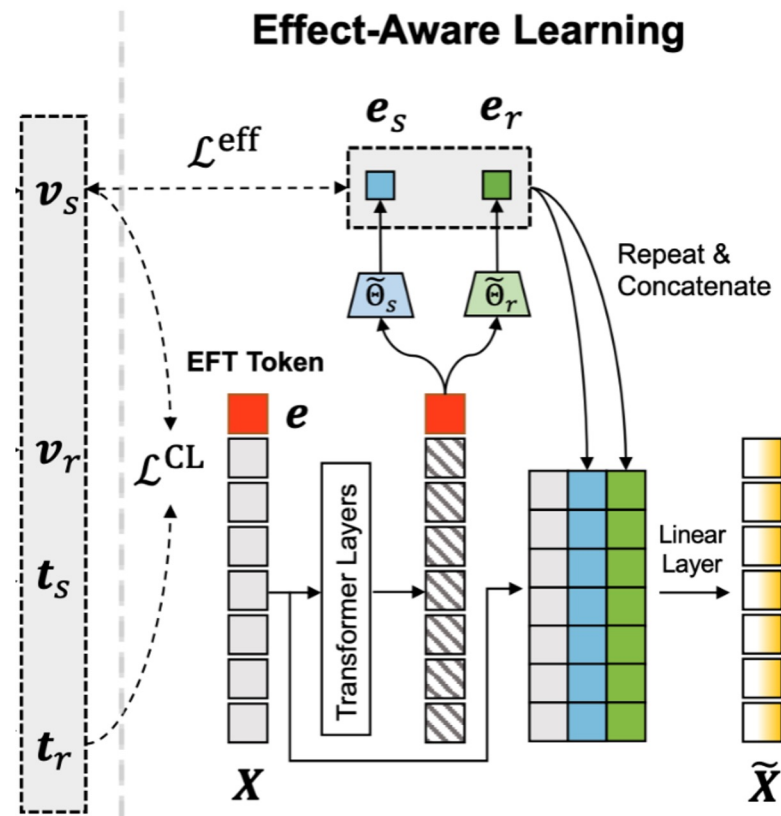 Effect-Aware Learning
e_s
e_r
ℒ^eff
v_s
Θ̃_s
Θ̃_r
Repeat &
Concatenate
EFT Token
e
v_r
ℒ^CL
t_s
Transformer Layers
Linear
Layer
t_r
X
X̃